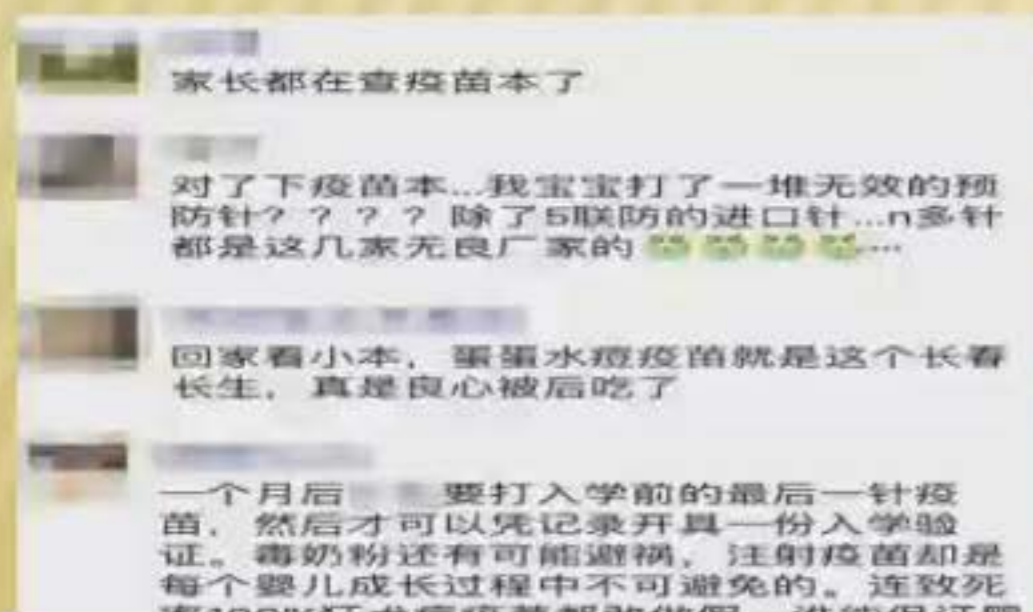 家长都在查疫苗本了
对了下疫苗本...我宝宝打了一堆无效的预
防针？？？？除了5联防的进口针...n多针
都是这几家无良厂家的
回家看小本，蛋蛋水痘疫苗就是这个长春
长生，真是良心被后吃了
一个月后 要打入学前的最后一针疫
苗，然后才可以凭记录开具一份入学验
证。毒奶粉还有可能避祸，注射疫苗却是
每个婴儿成长过程中不可避免的。连致死